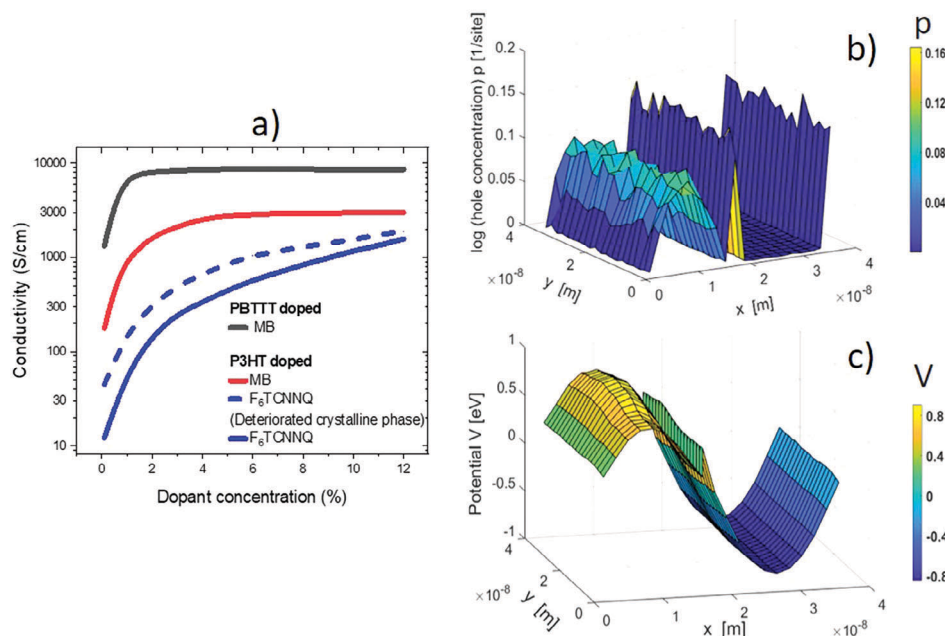 a)
Conductivity (S/cm)
10000
3000
1000
300
100
30
10
PBTTT doped
MB
P3HT doped
MB
F₆TCNNQ
(Deteriorated crystalline phase)
F₆TCNNQ
0 2 4 6 8 10 12
Dopant concentration (%)
b)
log (hole concentration) p [1/site]
0.2
0.15
0.1
0.05
0
4
2
0
×10⁻⁸
y [m]
0 1 2 3 4
x [m]
×10⁻⁸
p
0.16
0.12
0.08
0.04
c)
Potential V [eV]
1
0.5
0
-0.5
-1
4
2
0
×10⁻⁸
y [m]
0 1 2 3 4
x [m]
×10⁻⁸
V
0.8
0.4
0
-0.4
-0.8